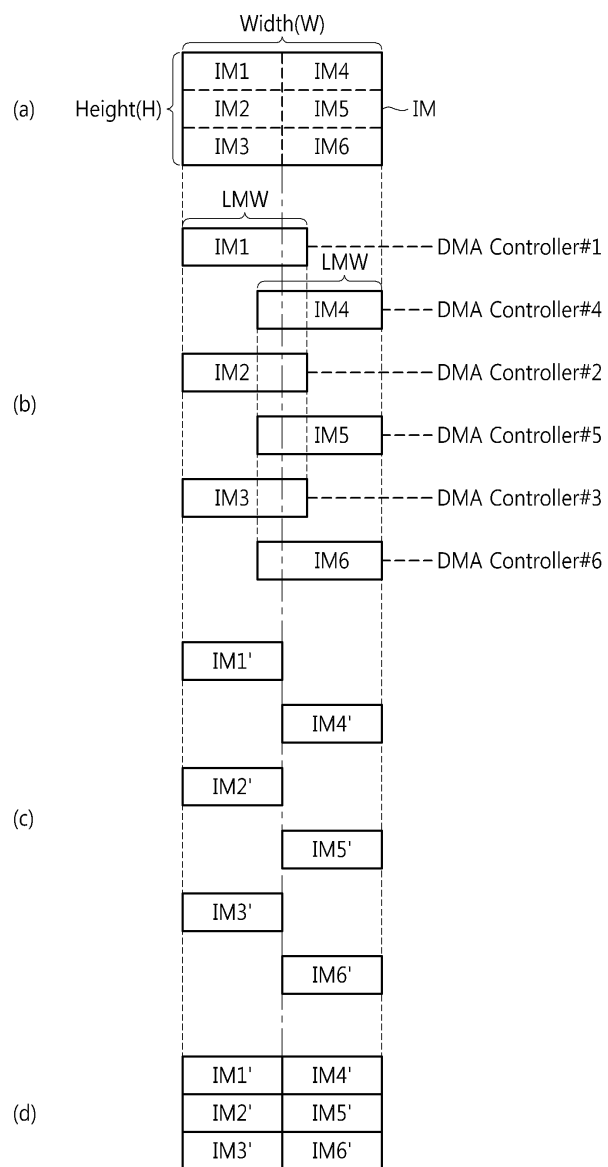 Width(W)
(a) Height(H) IM1 IM4 IM
IM2 IM5
IM3 IM6
LMW
IM1 DMA Controller#1
LMW
IM4 DMA Controller#4
IM2 DMA Controller#2
(b)
IM5 DMA Controller#5
IM3 DMA Controller#3
IM6 DMA Controller#6
IM1'
IM4'
IM2'
(c)
IM5'
IM3'
IM6'
IM1' IM4'
(d) IM2' IM5'
IM3' IM6'